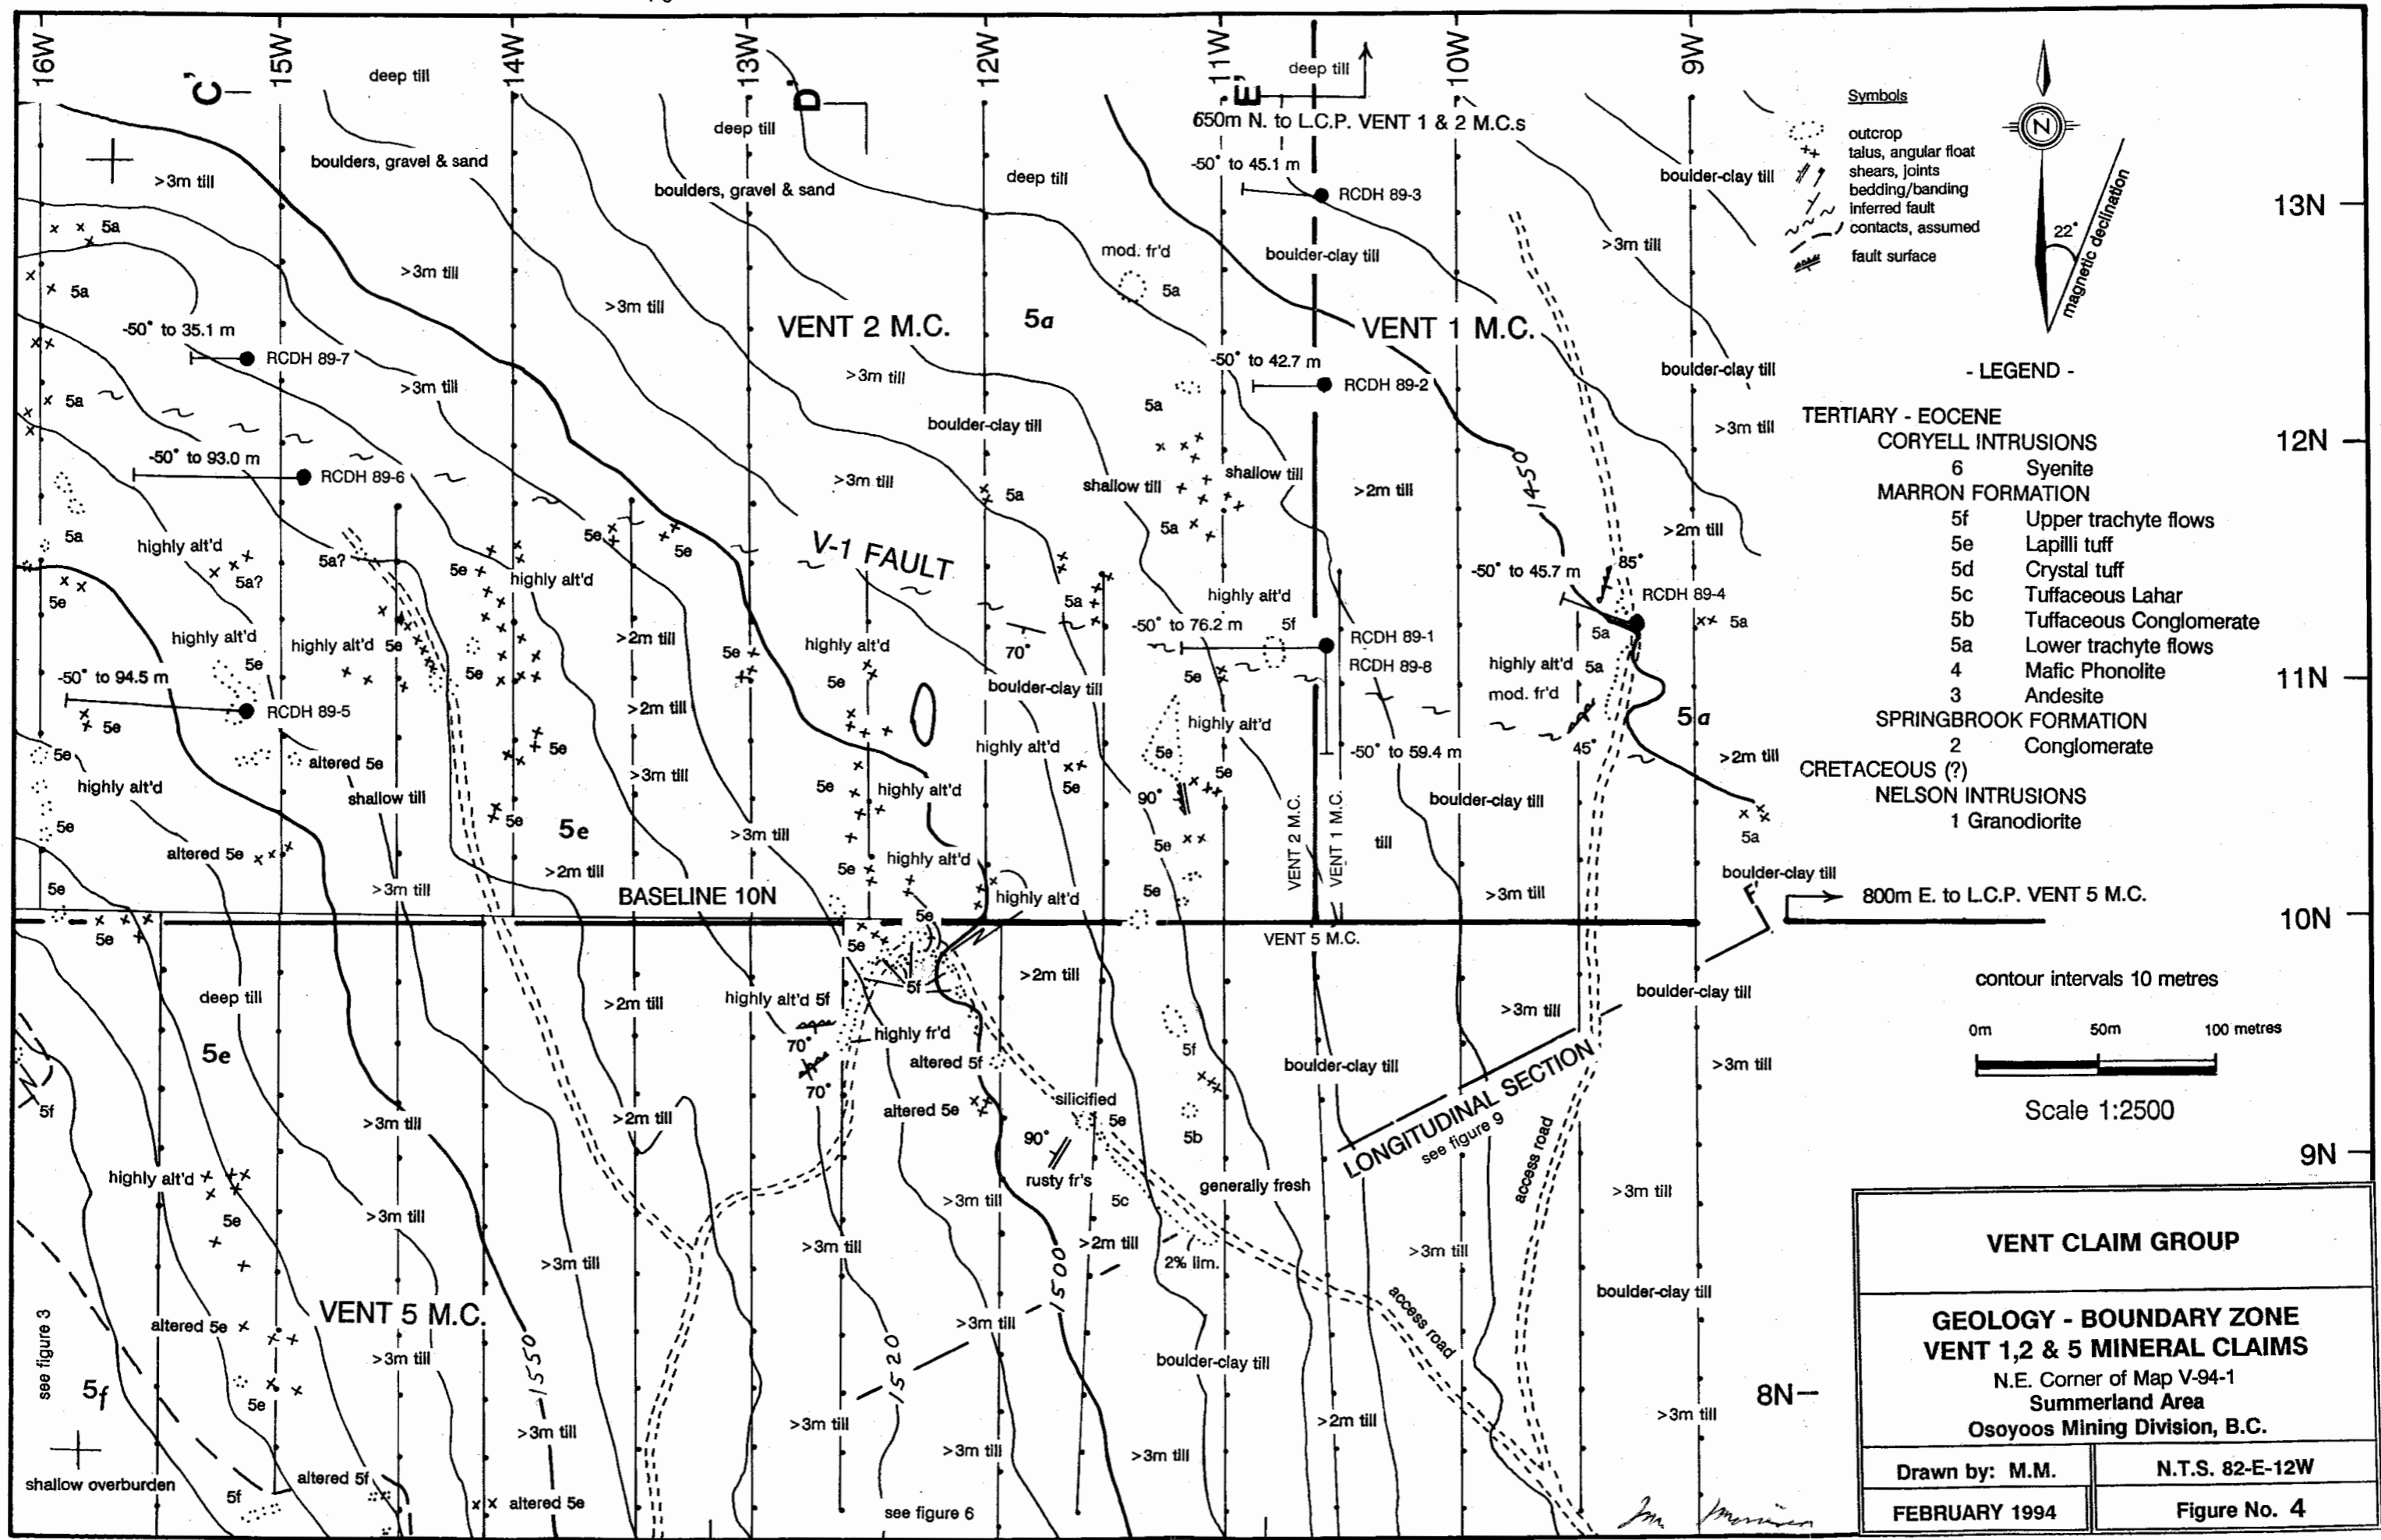 16W
15W
14W
13W
12W
11W
10W
9W
C'
D'
E'
deep till
deep till
deep till
deep till
650m N. to L.C.P. VENT 1 & 2 M.C.s
boulders, gravel & sand
boulders, gravel & sand
>3m till
-50° to 45.1 m
RCDH 89-3
boulder-clay till
5a
mod. fr'd
boulder-clay till
>3m till
13N
>3m till
5a
5a
>3m till
-50° to 35.1 m
RCDH 89-7
VENT 2 M.C.
5a
VENT 1 M.C.
-50° to 42.7 m
RCDH 89-2
boulder-clay till
>3m till
>3m till
5a
5a
boulder-clay till
>3m till
12N
-50° to 93.0 m
RCDH 89-6
>3m till
5a
shallow till
shallow till
>2m till
1450
5a
5a
highly alt'd
5a?
5a?
5e
5e
5e
highly alt'd
5e
V-1 FAULT
>2m till
-50° to 45.7 m
85°
RCDH 89-4
5a
5a
5a
highly alt'd
-50° to 76.2 m
5f
RCDH 89-1
RCDH 89-8
highly alt'd
highly alt'd
5e
5e
5e
>2m till
highly alt'd
5e
5e
70°
boulder-clay till
5e
highly alt'd
5a
mod. fr'd
11N
-50° to 94.5 m
RCDH 89-5
5e
>2m till
highly alt'd
highly alt'd
5e
5e
-50° to 59.4 m
45°
5a
>2m till
5e
altered 5e
5e
>3m till
highly alt'd
shallow till
5e
5e
highly alt'd
5e
90°
boulder-clay till
5e
5e
>3m till
VENT 2 M.C.
VENT 1 M.C.
till
5a
altered 5e
highly alt'd
5e
5e
boulder-clay till
5e
>3m till
>2m till
BASELINE 10N
5e
highly alt'd
5e
>3m till
F'
800m E. to L.C.P. VENT 5 M.C.
10N
5e
5e
VENT 5 M.C.
deep till
>2m till
highly alt'd 5f
5f
>2m till
>3m till
boulder-clay till
5e
70°
highly fr'd
altered 5f
5f
boulder-clay till
>3m till
70°
5f
>3m till
>2m till
altered 5e
silicified
5e
5b
90°
LONGITUDINAL SECTION
see figure 9
access road
9N
highly alt'd
rusty fr's
generally fresh
5c
>3m till
>3m till
5e
>3m till
>3m till
>2m till
2% lim.
>3m till
>3m till
1500
access road
boulder-clay till
see figure 3
VENT 5 M.C.
altered 5e
>3m till
1550
1520
>3m till
boulder-clay till
5f
5e
>3m till
>3m till
>3m till
>3m till
>2m till
>3m till
8N
shallow overburden
altered 5f
5f
altered 5e
see figure 6
Symbols
outcrop
talus, angular float
shears, joints
bedding/banding
inferred fault
contacts, assumed
fault surface
N
22°
magnetic declination
- LEGEND -
TERTIARY - EOCENE
CORYELL INTRUSIONS
6 Syenite
MARRON FORMATION
5f Upper trachyte flows
5e Lapilli tuff
5d Crystal tuff
5c Tuffaceous Lahar
5b Tuffaceous Conglomerate
5a Lower trachyte flows
4 Mafic Phonolite
3 Andesite
SPRINGBROOK FORMATION
2 Conglomerate
CRETACEOUS (?)
NELSON INTRUSIONS
1 Granodiorite
contour intervals 10 metres
0m 50m 100 metres
Scale 1:2500
VENT CLAIM GROUP
GEOLOGY - BOUNDARY ZONE
VENT 1,2 & 5 MINERAL CLAIMS
N.E. Corner of Map V-94-1
Summerland Area
Osoyoos Mining Division, B.C.
Drawn by: M.M.
N.T.S. 82-E-12W
FEBRUARY 1994
Figure No. 4